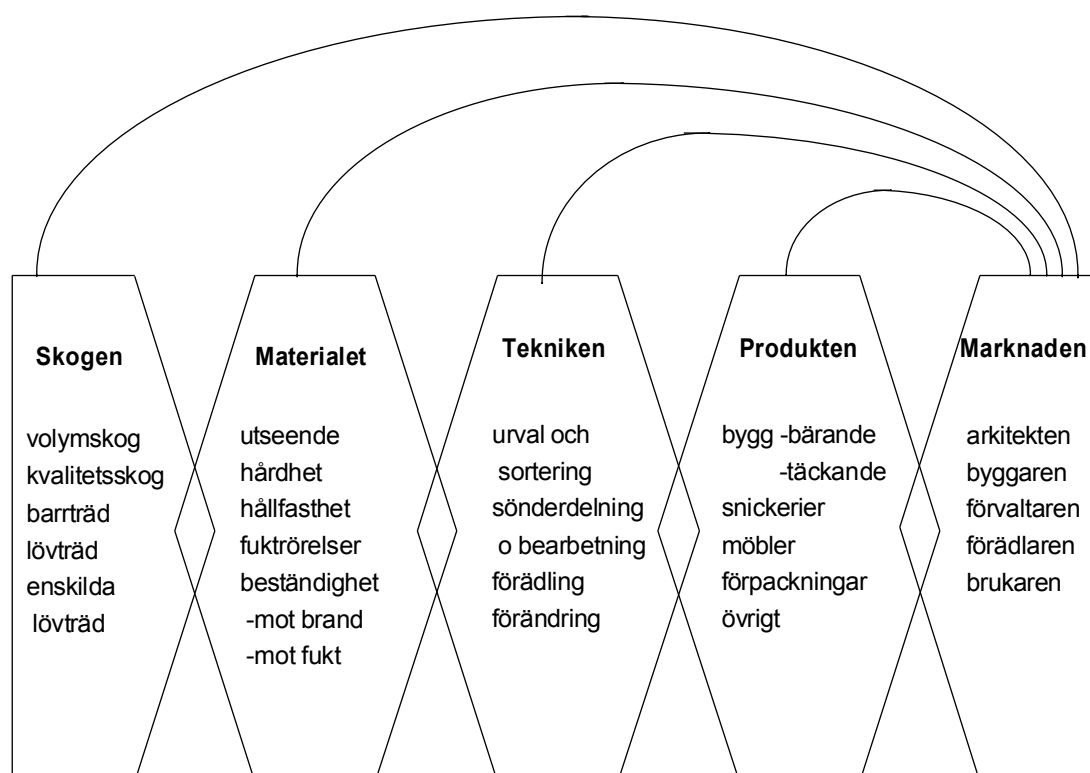 Skogen
volymskog
kvalitetsskog
barrträd
lövträd
enskilda
lövträd
Materialet
utseende
hårdhet
hållfasthet
fuktrörelser
beständighet
-mot brand
-mot fukt
Tekniken
urval och
sortering
sönderdelning
o bearbetning
förädling
förändring
Produkten
bygg -bärande
-täckande
snickerier
möbler
förpackningar
övrigt
Marknaden
arkitekten
byggaren
förvaltaren
förädlaren
brukaren